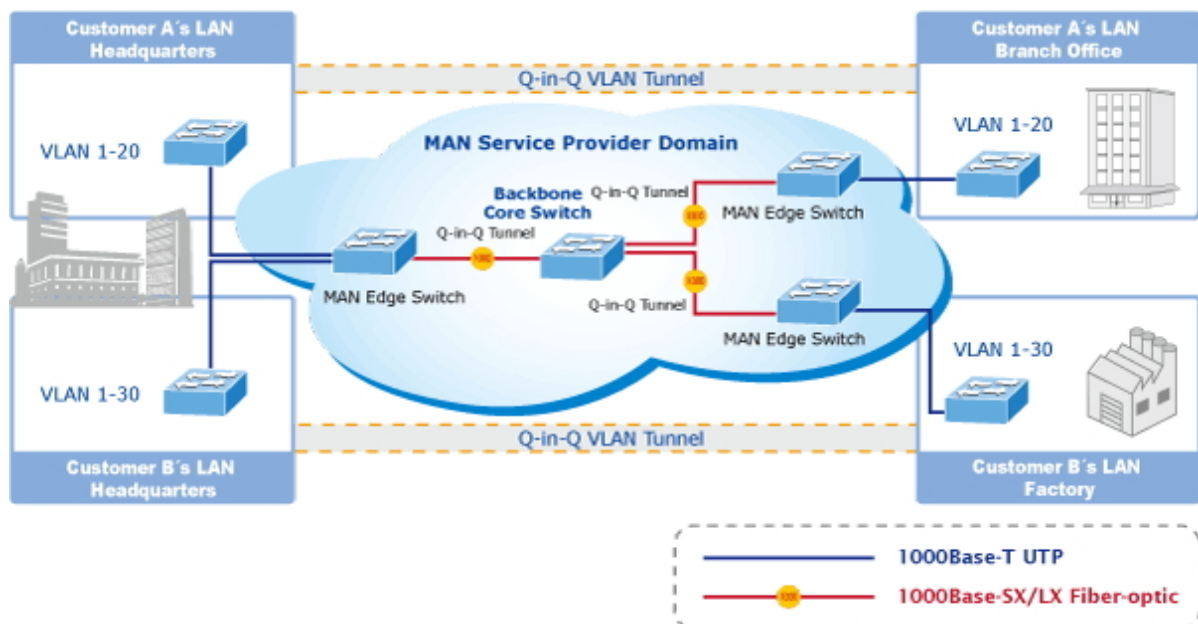 Customer A´s LAN
Headquarters
Customer A´s LAN
Branch Office
Q-in-Q VLAN Tunnel
VLAN 1-20
MAN Service Provider Domain
VLAN 1-20
Backbone
Core Switch
Q-in-Q Tunnel
MAN Edge Switch
Q-in-Q Tunnel
MAN Edge Switch
Q-in-Q Tunnel
MAN Edge Switch
VLAN 1-30
VLAN 1-30
Q-in-Q VLAN Tunnel
Customer B´s LAN
Headquarters
Customer B´s LAN
Factory
1000Base-T UTP
1000Base-SX/LX Fiber-optic